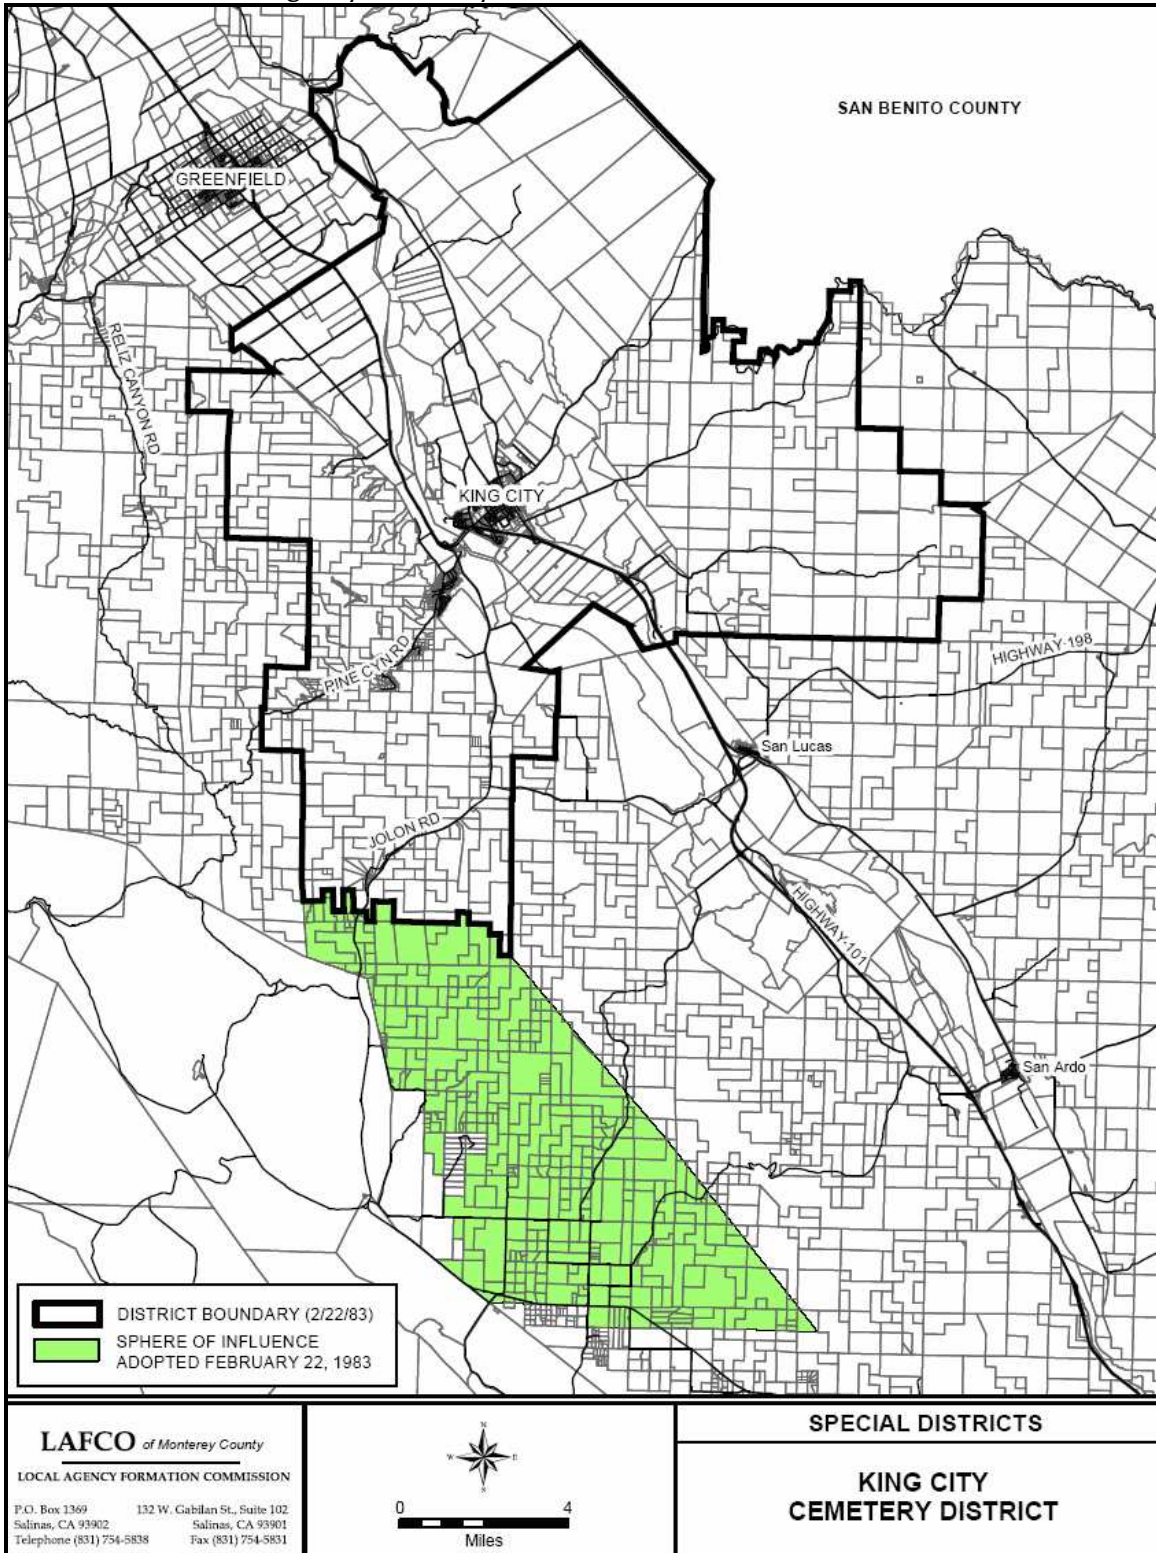 SAN BENITO COUNTY
GREENFIELD
RELIZ CANYON RD
KING CITY
PINE CYN RD
HIGHWAY-198
San Lucas
JOLON RD
HIGHWAY-101
San Ardo
DISTRICT BOUNDARY (2/22/83)
SPHERE OF INFLUENCE
ADOPTED FEBRUARY 22, 1983
LAFCO of Monterey County
LOCAL AGENCY FORMATION COMMISSION
P.O. Box 1369 132 W. Gabilan St., Suite 102
Salinas, CA 93902 Salinas, CA 93901
Telephone (831) 754-5838 Fax (831) 754-5831
N
W E
S
0 4
Miles
SPECIAL DISTRICTS
KING CITY
CEMETERY DISTRICT